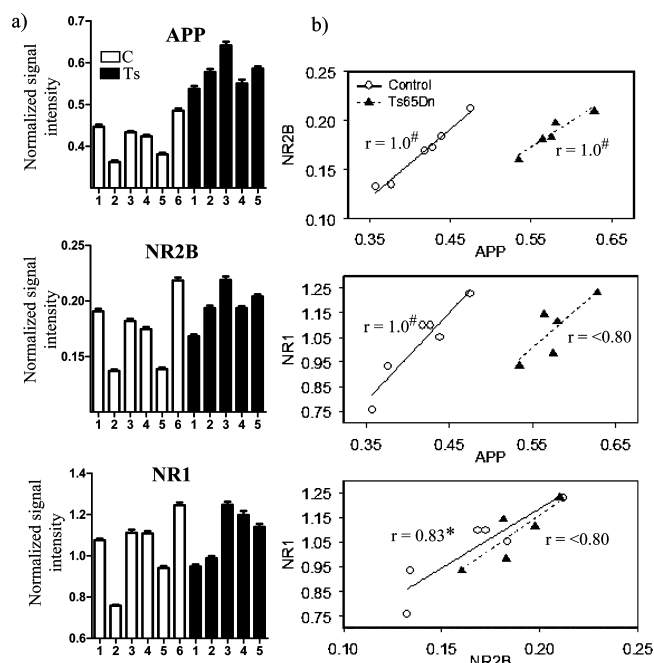 a)
APP
C
Ts
Normalized signal
intensity
0.7
0.6
0.5
0.4
1 2 3 4 5 6 1 2 3 4 5
NR2B
Normalized signal
intensity
0.25
0.20
0.15
1 2 3 4 5 6 1 2 3 4 5
NR1
Normalized signal
intensity
1.4
1.2
1.0
0.8
0.6
1 2 3 4 5 6 1 2 3 4 5
b)
Control
Ts65Dn
NR2B
0.25
0.20
0.15
0.10
r = 1.0#
r = 1.0#
0.35 0.45 0.55 0.65
APP
NR1
1.25
1.15
1.05
0.95
0.85
0.75
r = 1.0#
r = <0.80
0.35 0.45 0.55 0.65
APP
NR1
1.25
1.15
1.05
0.95
0.85
0.75
r = 0.83*
r = <0.80
0.10 0.15 0.20 0.25
NR2B